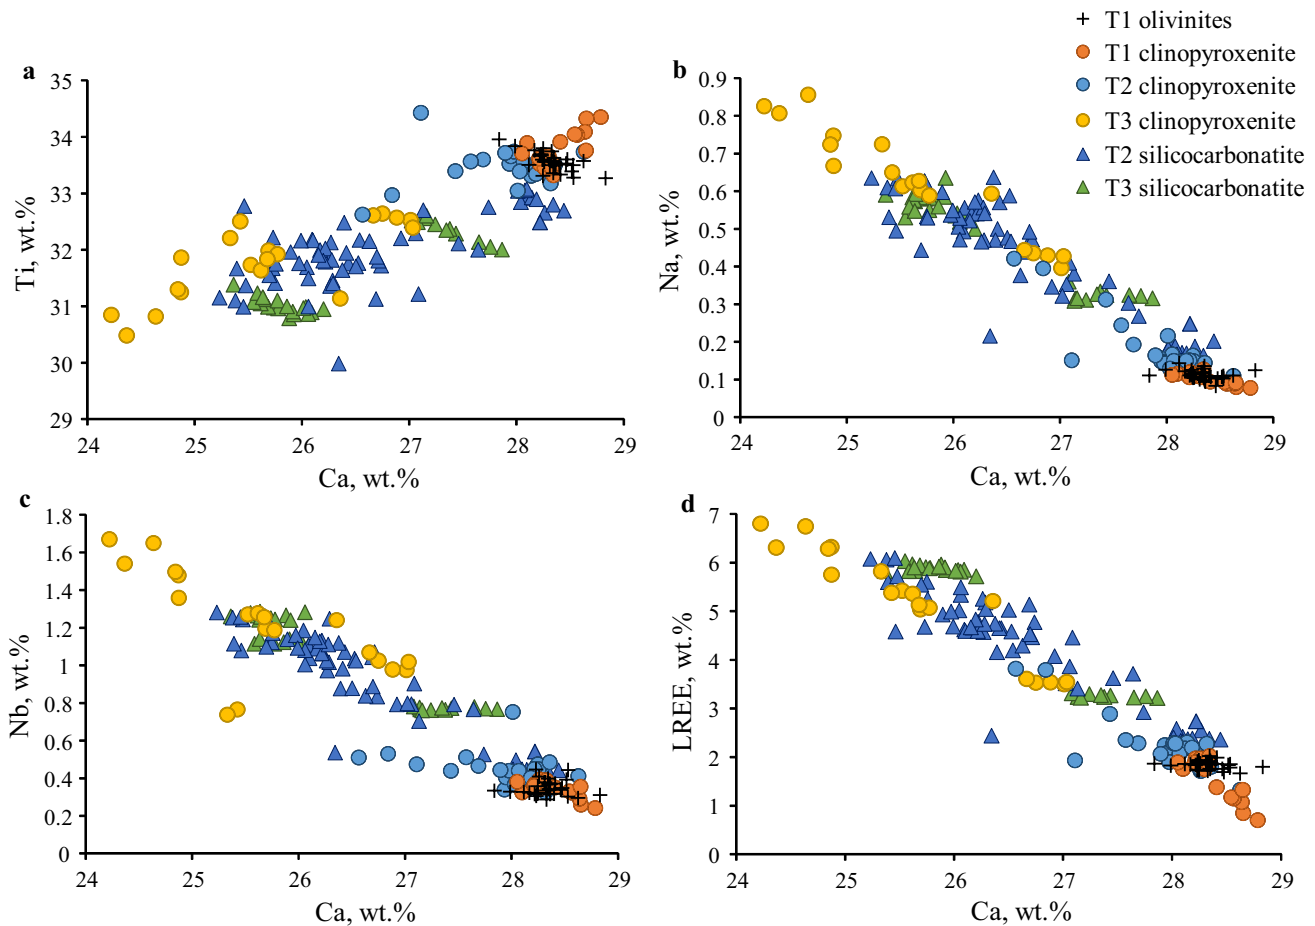 T1 olivinites
T1 clinopyroxenite
T2 clinopyroxenite
T3 clinopyroxenite
T2 silicocarbonatite
T3 silicocarbonatite
a
35
34
33
32
31
30
29
24 25 26 27 28 29
Ti, wt.%
Ca, wt.%
b
0.9
0.8
0.7
0.6
0.5
0.4
0.3
0.2
0.1
0
24 25 26 27 28 29
Na, wt.%
Ca, wt.%
c
1.8
1.6
1.4
1.2
1
0.8
0.6
0.4
0.2
0
24 25 26 27 28 29
Nb, wt.%
Ca, wt.%
d
7
6
5
4
3
2
1
0
24 25 26 27 28 29
LREE, wt.%
Ca, wt.%